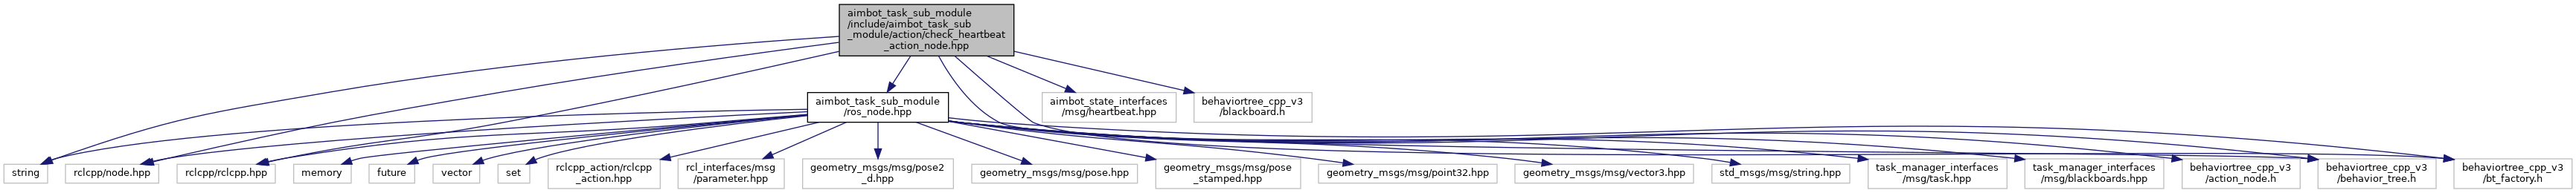 aimbot_task_sub_module
/include/aimbot_task_sub
_module/action/check_heartbeat
_action_node.hpp
aimbot_task_sub_module
/ros_node.hpp
aimbot_state_interfaces
/msg/heartbeat.hpp
behaviortree_cpp_v3
/blackboard.h
string
rclcpp/node.hpp
rclcpp/rclcpp.hpp
memory
future
vector
set
rclcpp_action/rclcpp
_action.hpp
rcl_interfaces/msg
/parameter.hpp
geometry_msgs/msg/pose2
_d.hpp
geometry_msgs/msg/pose.hpp
geometry_msgs/msg/pose
_stamped.hpp
geometry_msgs/msg/point32.hpp
geometry_msgs/msg/vector3.hpp
std_msgs/msg/string.hpp
task_manager_interfaces
/msg/task.hpp
task_manager_interfaces
/msg/blackboards.hpp
behaviortree_cpp_v3
/action_node.h
behaviortree_cpp_v3
/behavior_tree.h
behaviortree_cpp_v3
/bt_factory.h